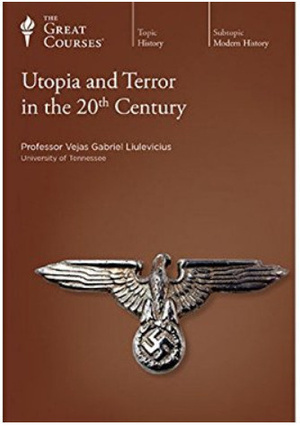 THE
GREAT
COURSES®
Topic
History
Subtopic
Modern History
Utopia and Terror
in the 20th Century
Professor Vejas Gabriel Liulevicius
University of Tennessee